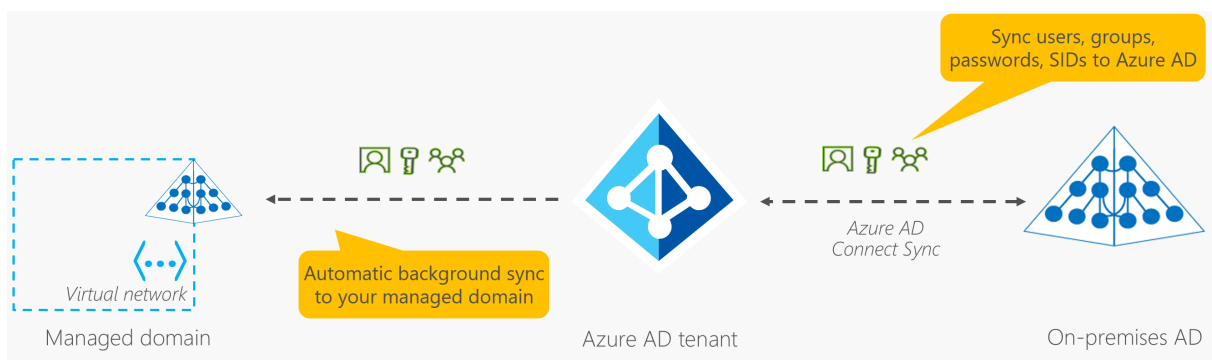 Sync users, groups,
passwords, SIDs to Azure AD
Azure AD
Connect Sync
Automatic background sync
to your managed domain
Virtual network
Managed domain
Azure AD tenant
On-premises AD